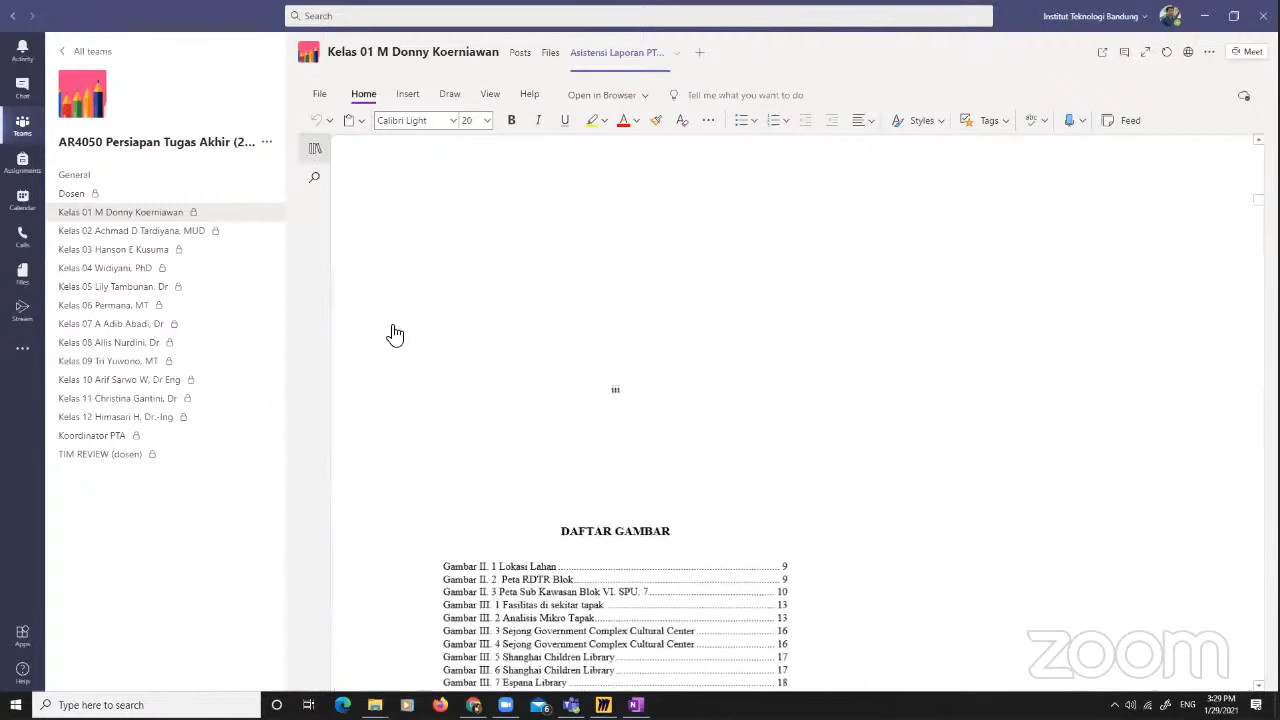 Search
Institut Teknologi Bandung
Activity
Chat
Teams
Assignments
Calendar
Calls
Files
Stream
Apps
Help
All teams
AR4050 Persiapan Tugas Akhir (2... ...
General
Dosen
Kelas 01 M Donny Koerniawan
Kelas 02 Achmad D Tardiyana, MUD
Kelas 03 Hanson E Kusuma
Kelas 04 Widiyani, PhD
Kelas 05 Lily Tambunan, Dr
Kelas 06 Permana, MT
Kelas 07 A Adib Abadi, Dr
Kelas 08 Allis Nurdini, Dr
Kelas 09 Tri Yuwono, MT
Kelas 10 Arif Sarwo W, Dr Eng
Kelas 11 Christina Gantini, Dr
Kelas 12 Himasari H, Dr.-Ing
Koordinator PTA
TIM REVIEW (dosen)
Kelas 01 M Donny Koerniawan Posts Files Asistensi Laporan PT... Meet
File Home Insert Draw View Help Open in Browser Tell me what you want to do
Calibri Light 20 B I U A Styles Tags Feed
iii
DAFTAR GAMBAR
Gambar II. 1 Lokasi Lahan 9
Gambar II. 2 Peta RDTR Blok 9
Gambar II. 3 Peta Sub Kawasan Blok VI. SPU. 7 10
Gambar III. 1 Fasilitas di sekitar tapak 13
Gambar III. 2 Analisis Mikro Tapak 13
Gambar III. 3 Sejong Government Complex Cultural Center 16
Gambar III. 4 Sejong Government Complex Cultural Center 16
Gambar III. 5 Shanghai Children Library 17
Gambar III. 6 Shanghai Children Library 17
Gambar III. 7 Espana Library 18
zoom
Type here to search
ENG
3:29 PM
1/29/2021